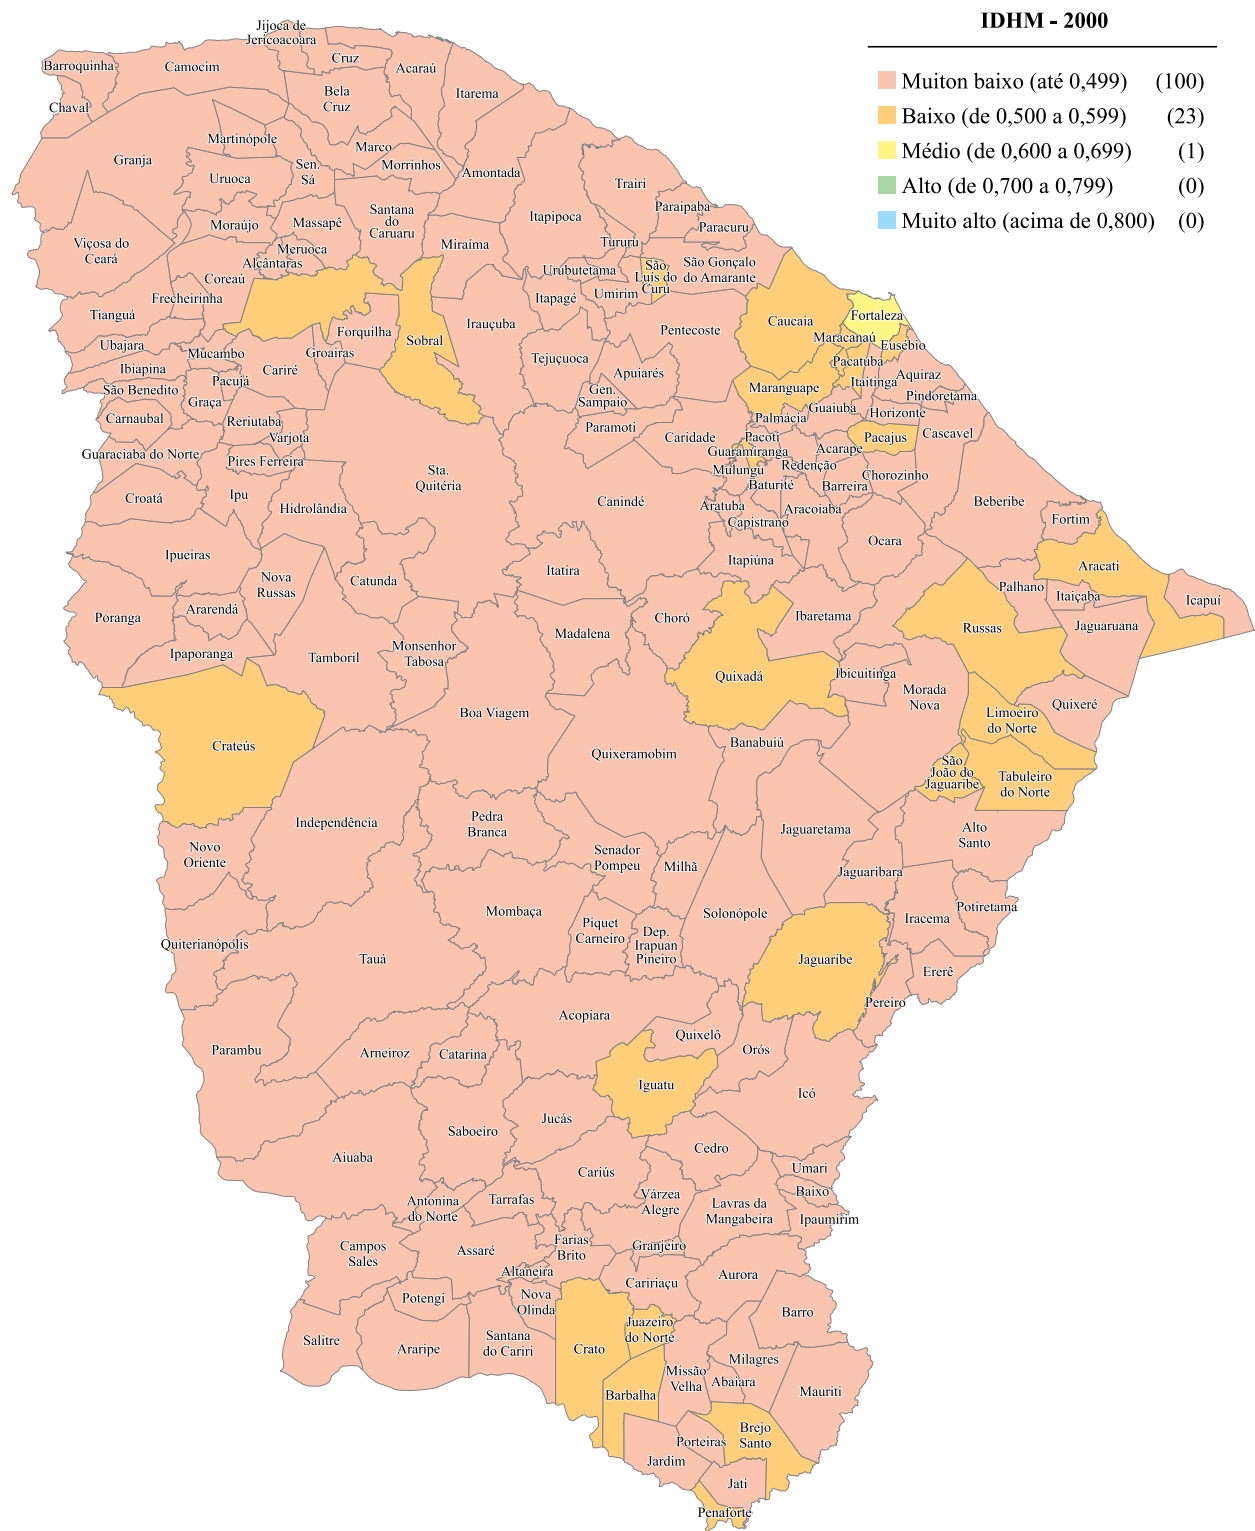 IDHM - 2000
Muiton baixo (até 0,499) (100)
Baixo (de 0,500 a 0,599) (23)
Médio (de 0,600 a 0,699) (1)
Alto (de 0,700 a 0,799) (0)
Muito alto (acima de 0,800) (0)
Jijoca de
Jericoacoara
Cruz
Acaraú
Barroquinha
Camocim
Bela
Cruz
Itarema
Chaval
Martinópole
Marco
Granja
Morrinhos
Sen.
Sá
Uruoca
Amontada
Trairi
Santana
do
Caruaru
Paraipaba
Paracuru
Moraújo
Massapê
Itapipoca
Viçosa do
Ceará
Meruoca
Miraíma
Tururu
Alcântaras
Coreaú
Urubutetama
São
Luís do
Curu
São Gonçalo
do Amarante
Frecheirinha
Itapagé
Umirim
Tianguá
Forquilha
Irauçuba
Pentecoste
Caucaia
Fortaleza
Ubajara
Mucambo
Groaíras
Sobral
Maracanaú
Eusébio
Ibiapina
Cariré
Tejuçuoca
Apuiarés
Pacatuba
Aquiraz
São Benedito
Pacujá
Gen.
Sampaio
Maranguape
Itaitinga
Pindoretama
Graça
Guaiuba
Horizonte
Carnaubal
Reriutaba
Paramoti
Palmácia
Varjota
Caridade
Pacoti
Pacajus
Cascavel
Guaraciaba do Norte
Pires Ferreira
Guaramiranga
Acarape
Mulungu
Redenção
Chorozinho
Croatá
Ipu
Sta.
Quitéria
Baturité
Barreira
Hidrolândia
Canindé
Aratuba
Aracoiaba
Beberibe
Capistrano
Fortim
Ipueiras
Itapiúna
Ocara
Nova
Russas
Catunda
Itatira
Aracati
Poranga
Ararendá
Palhano
Itaiçaba
Icapuí
Choró
Ibaretama
Ipaporanga
Tamboril
Monsenhor
Tabosa
Madalena
Russas
Jaguaruana
Quixadá
Ibicuitinga
Morada
Nova
Quixeré
Crateús
Boa Viagem
Quixeramobim
Banabuiú
Limoeiro
do Norte
São
João do
Jaguaribe
Tabuleiro
do Norte
Independência
Pedra
Branca
Jaguaretama
Alto
Santo
Novo
Oriente
Senador
Pompeu
Milhã
Jaguaribara
Mombaça
Solonópole
Iracema
Potiretama
Piquet
Carneiro
Dep.
Irapuan
Pineiro
Quiterianópolis
Tauá
Jaguaribe
Ererê
Pereiro
Acopiara
Quixelô
Parambu
Arneiroz
Catarina
Orós
Iguatu
Icó
Saboeiro
Jucás
Aiuaba
Cedro
Cariús
Umari
Antonina
do Norte
Tarrafas
Várzea
Alegre
Baixo
Lavras da
Mangabeira
Ipaumirim
Campos
Sales
Assaré
Farias
Brito
Granjeiro
Altaneira
Caririaçu
Aurora
Potengi
Nova
Olinda
Barro
Salitre
Araripe
Santana
do Cariri
Crato
Juazeiro
do Norte
Milagres
Missão
Velha
Abaiara
Mauriti
Barbalha
Brejo
Santo
Porteiras
Jardim
Jati
Penaforte